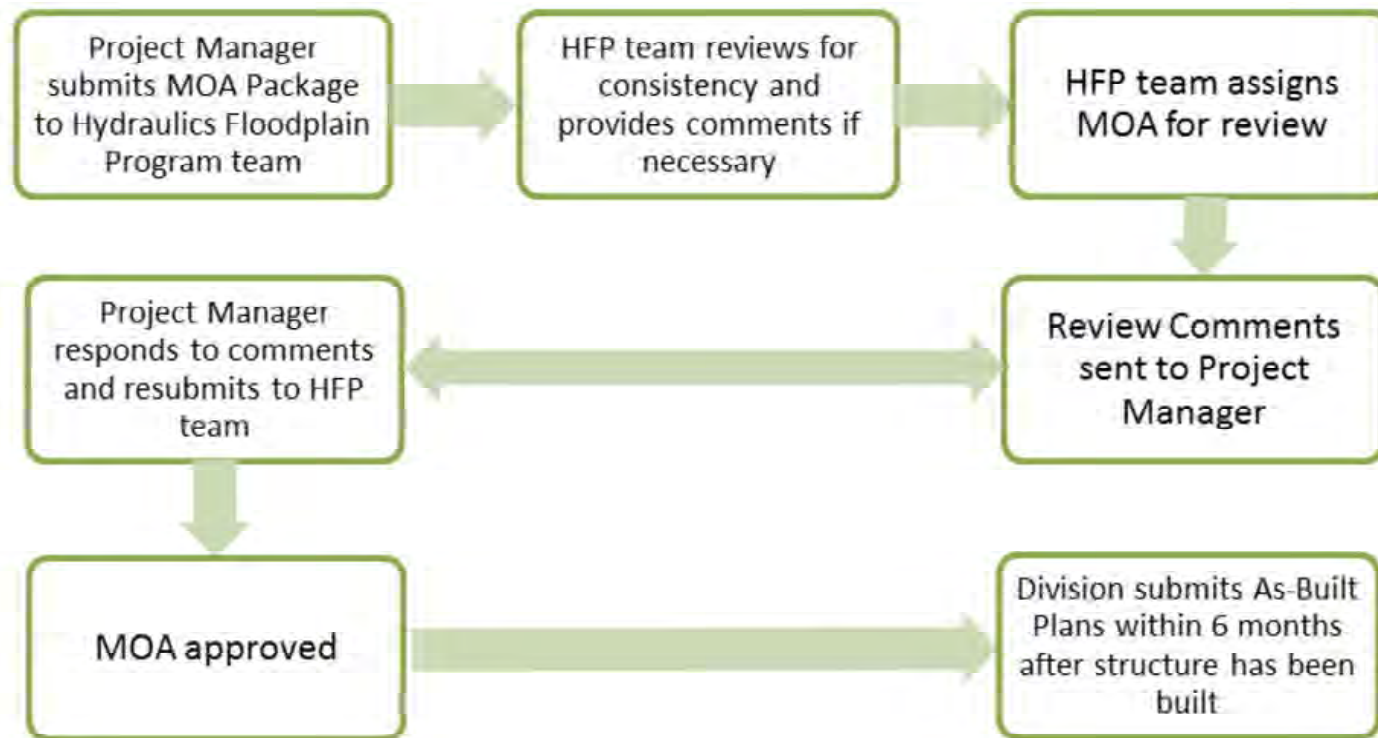 Project Manager
submits MOA Package
to Hydraulics Floodplain
Program team
HFP team reviews for
consistency and
provides comments if
necessary
HFP team assigns
MOA for review
Project Manager
responds to comments
and resubmits to HFP
team
Review Comments
sent to Project
Manager
MOA approved
Division submits As-Built
Plans within 6 months
after structure has been
built